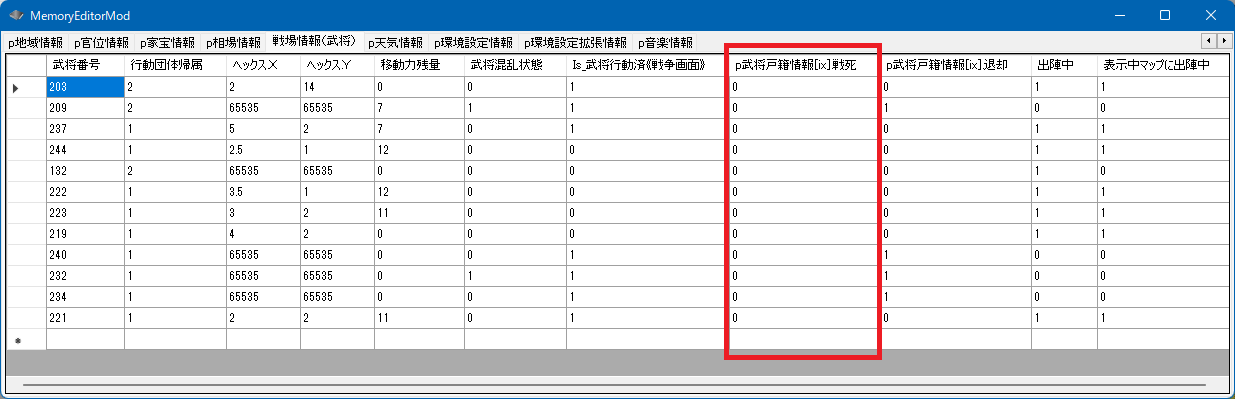 MemoryEditorMod
p地域情報 p官位情報 p家宝情報 p相場情報 戦場情報(武将) p天気情報 p環境設定情報 p環境設定拡張情報 p音楽情報
武将番号 行動団体帰属 ヘックスX ヘックスY 移動力残量 武将混乱状態 Is_武将行動済《戦争画面》 p武将戸籍情報[ix]戦死 p武将戸籍情報[ix]退却 出陣中 表示中マップに出陣中
203 2 2 14 0 0 1 0 0 1 1
209 2 65535 65535 7 1 1 0 1 0 0
237 1 5 2 7 0 1 0 0 1 1
244 1 2.5 1 12 0 0 0 0 1 1
132 2 65535 65535 0 0 0 0 0 1 0
222 1 3.5 1 12 0 0 0 0 1 1
223 1 3 2 11 0 0 0 0 1 1
219 1 4 2 0 0 0 0 0 1 1
240 1 65535 65535 0 0 1 0 1 0 0
232 1 65535 65535 0 1 1 0 1 0 0
234 1 65535 65535 0 0 1 0 1 0 0
221 1 2 2 11 0 1 0 0 1 1